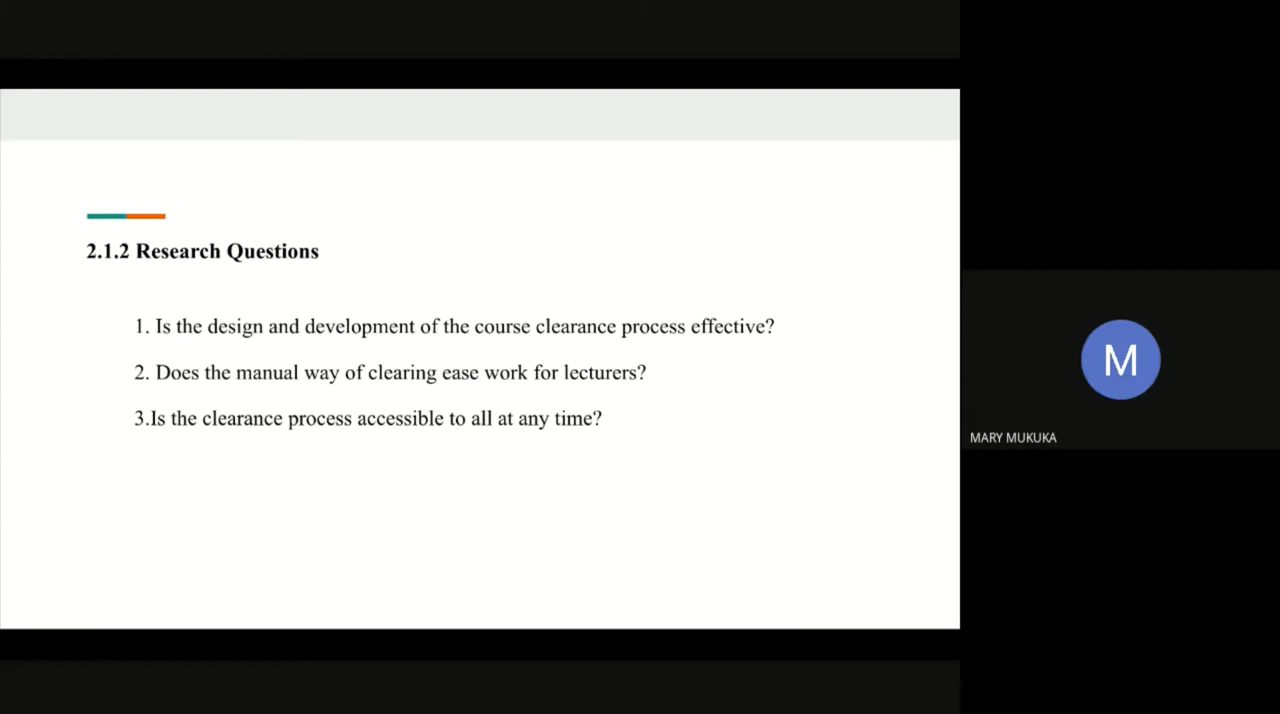 2.1.2 Research Questions
1. Is the design and development of the course clearance process effective?
2. Does the manual way of clearing ease work for lecturers?
3.Is the clearance process accessible to all at any time?
M
MARY MUKUKA